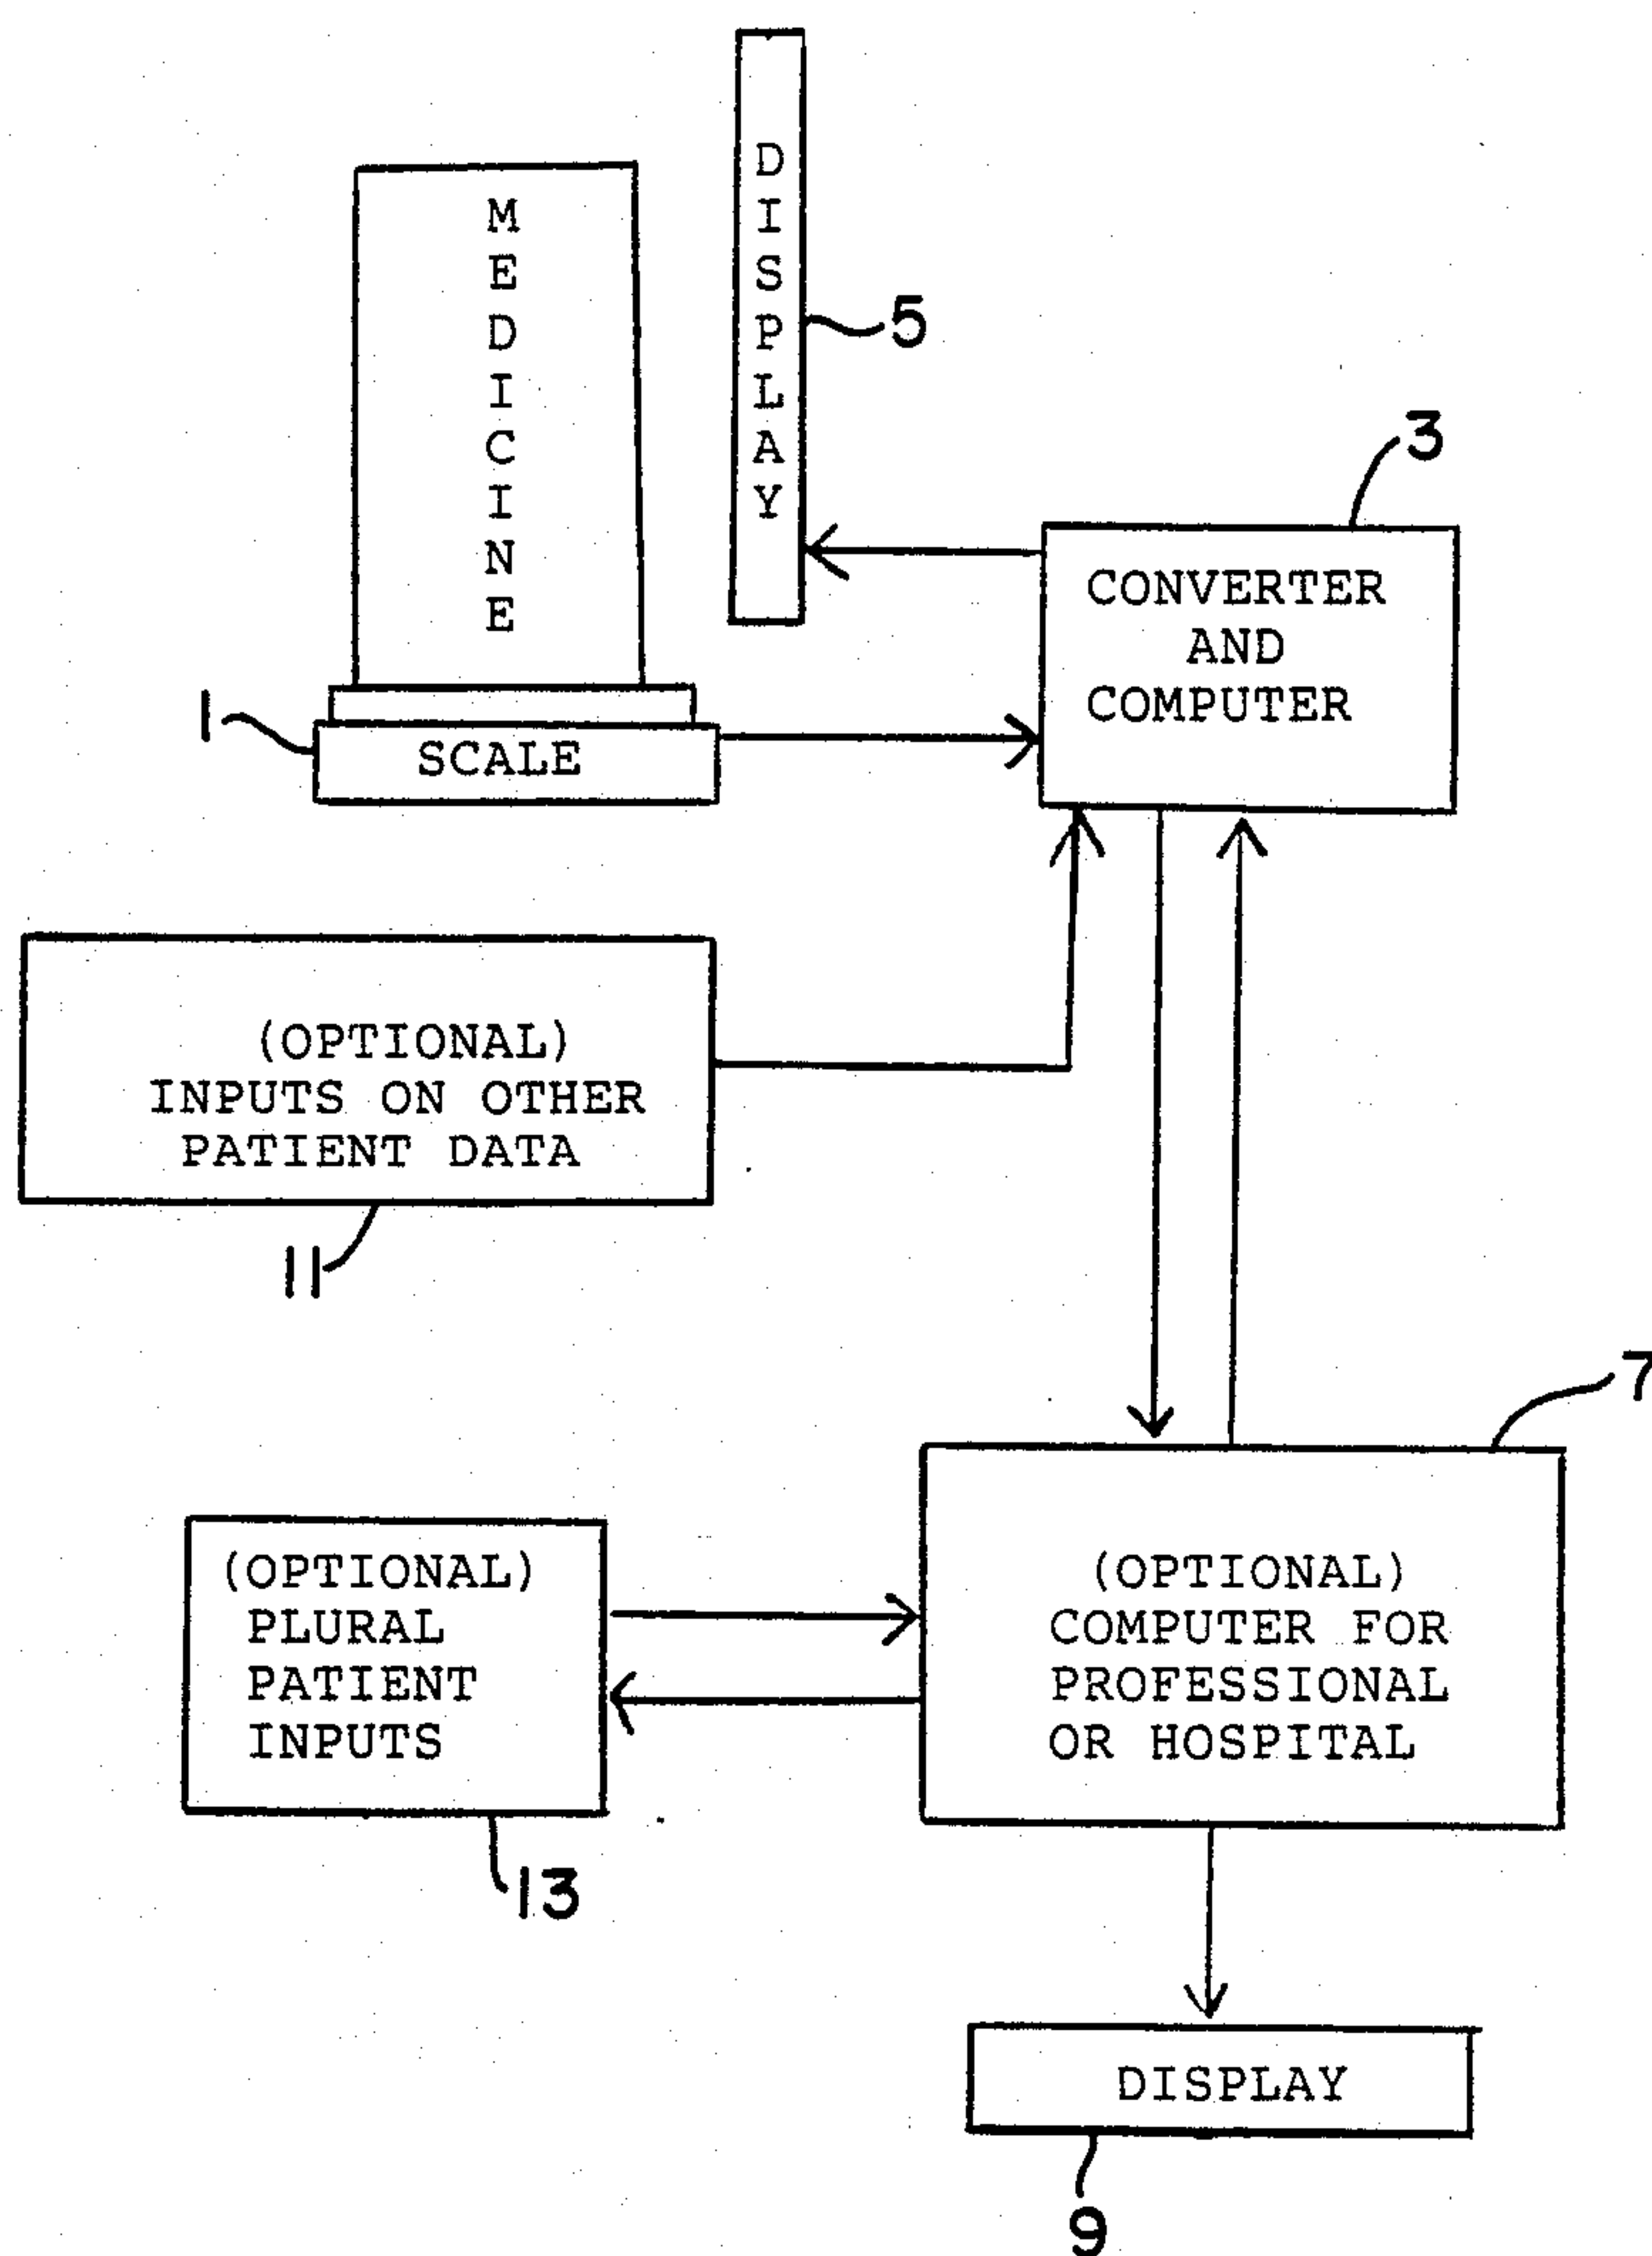 DISPLAY
MEDICINE
5
3
CONVERTER
AND
COMPUTER
1
SCALE
(OPTIONAL)
INPUTS ON OTHER
PATIENT DATA
11
7
(OPTIONAL)
PLURAL
PATIENT
INPUTS
13
(OPTIONAL)
COMPUTER FOR
PROFESSIONAL
OR HOSPITAL
DISPLAY
9